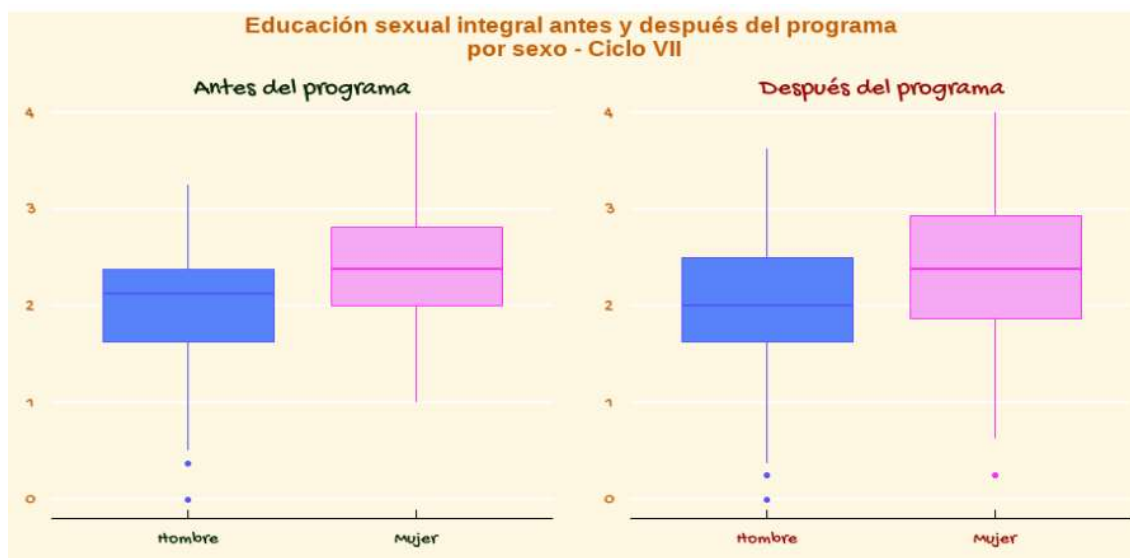 Educación sexual integral antes y después del programa
por sexo - Ciclo VII
Antes del programa
4
3
2
1
0
Hombre
Mujer
Después del programa
4
3
2
1
0
Hombre
Mujer